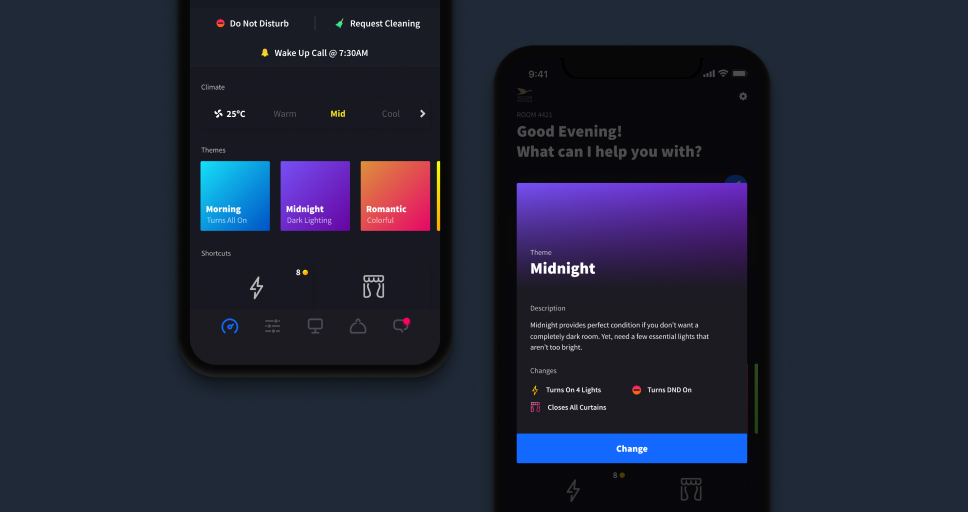 Do Not Disturb
Request Cleaning
Wake Up Call @ 7:30AM
Climate
25°C
Warm
Mid
Cool
Themes
Morning
Turns All On
Midnight
Dark Lighting
Romantic
Colorful
Shortcuts
8
9:41
ROOM 4421
Good Evening!
What can I help you with?
Theme
Midnight
Description
Midnight provides perfect condition if you don't want a
completely dark room. Yet, need a few essential lights that
aren't too bright.
Changes
Turns On 4 Lights
Turns DND On
Closes All Curtains
Change
8